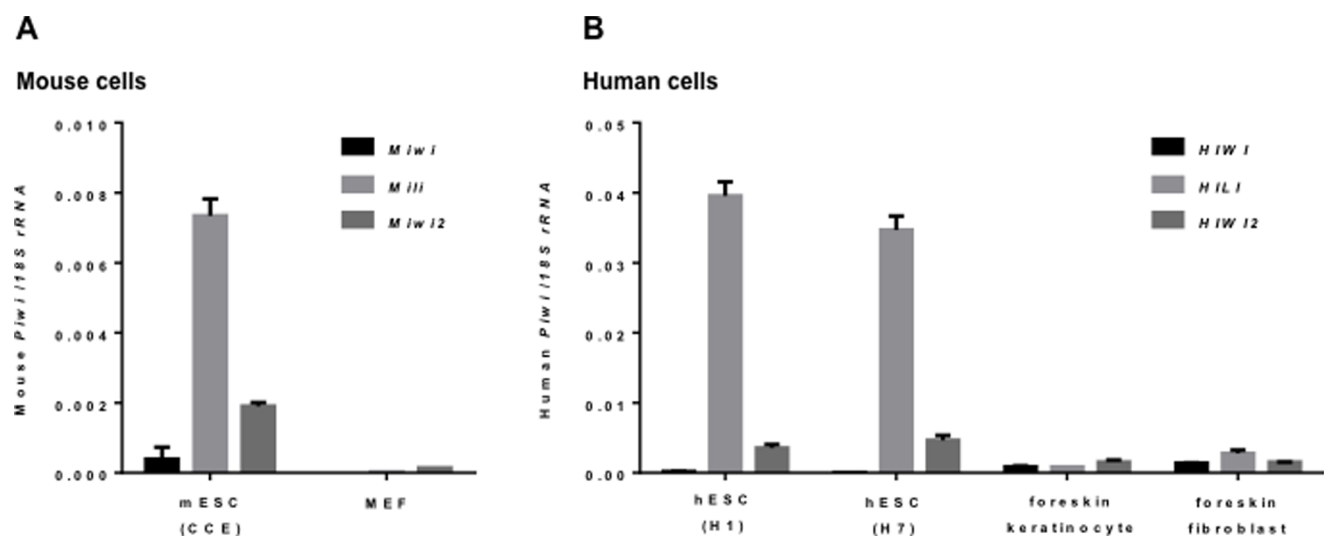 A
Mouse cells
Mouse Piwi/18S rRNA
0.010
0.008
0.006
0.004
0.002
0.000
Miwi
Mili
Miwi2
mESC
(CCE)
MEF
B
Human cells
Human Piwi/18S rRNA
0.05
0.04
0.03
0.02
0.01
0.00
HIWI
HILI
HIWI2
hESC
(H1)
hESC
(H7)
foreskin
keratinocyte
foreskin
fibroblast